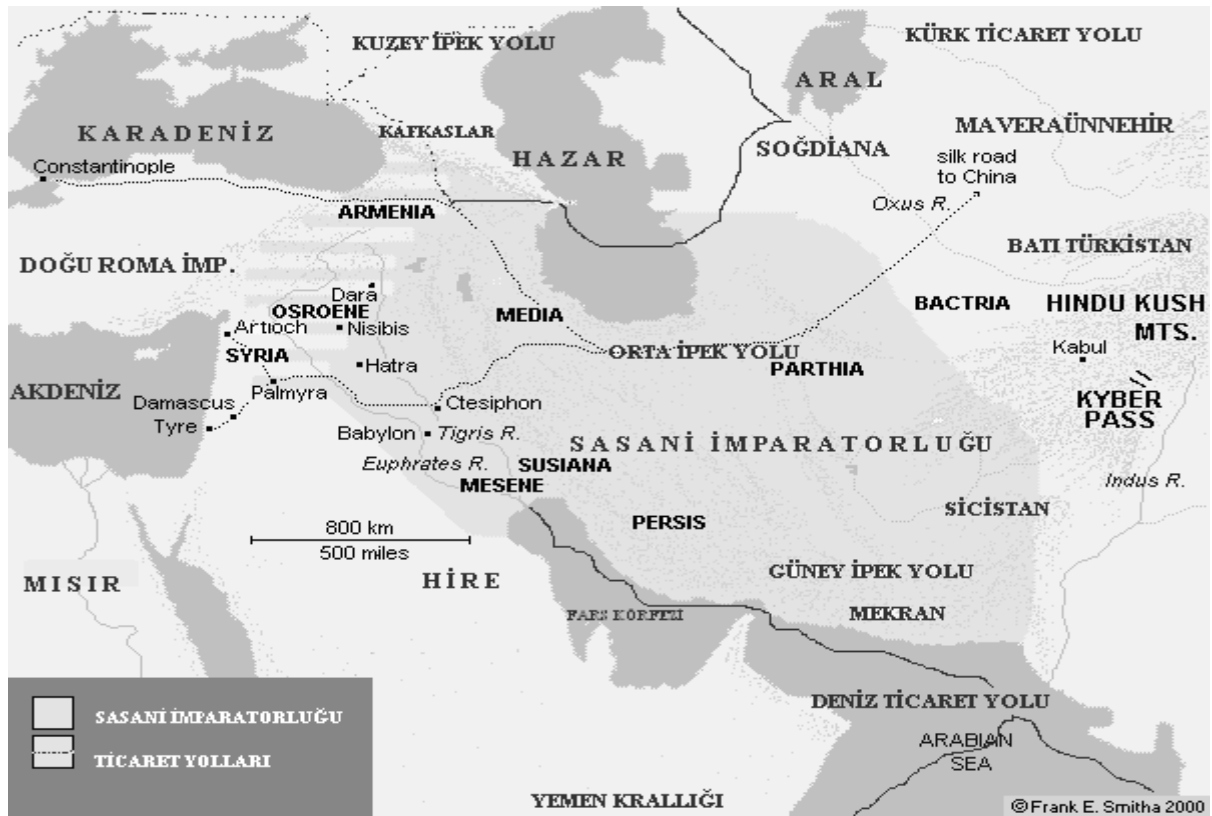 KUZEY İPEK YOLU
KÜRK TİCARET YOLU
ARAL
KARADENİZ
KAFKASLAR
MAVERAÜNNEHİR
HAZAR
SOĞDIANA
Constantinople
silk road
to China
Oxus R.
ARMENIA
DOĞU ROMA İMP.
BATI TÜRKİSTAN
Dara
OSROENE
MEDIA
BACTRIA
HINDU KUSH
MTS.
Nisibis
SYRIA
Hatra
ORTA İPEK YOLU
PARTHIA
Kabul
AKDENİZ
Palmyra
Damascus
Tyre
Ctesiphon
KYBER
PASS
Babylon
Tigris R.
SASANİ İMPARATORLUĞU
Euphrates R.
SUSIANA
MESENE
Indus R.
PERSIS
SİCİSTAN
800 km
500 miles
MISIR
HİRE
GÜNEY İPEK YOLU
FARS KÖRFEZİ
MEKRAN
DENİZ TİCARET YOLU
SASANİ İMPARATORLUĞU
TİCARET YOLLARI
ARABIAN
SEA
YEMEN KRALLIĞI
©Frank E. Smitha 2000